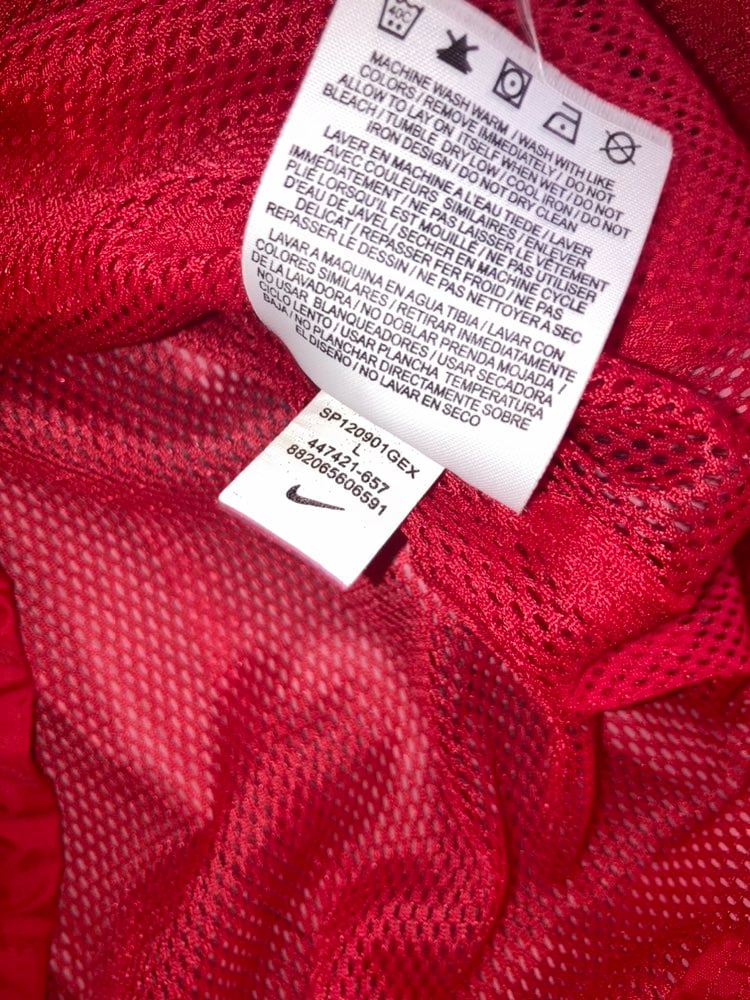 40C
MACHINE WASH WARM / WASH WITH LIKE
COLORS / REMOVE IMMEDIATELY / DO NOT
ALLOW TO LAY ON ITSELF WHEN WET / DO NOT
BLEACH / TUMBLE DRY LOW / COOL IRON / DO NOT
IRON DESIGN / DO NOT DRY CLEAN
LAVER EN MACHINE A L'EAU TIEDE / LAVER
AVEC COULEURS SIMILAIRES / ENLEVER
IMMEDIATEMENT / NE PAS LAISSER LE VETEMENT
PLIE LORSQU'IL EST MOUILLE / NE PAS UTILISER
D'EAU DE JAVEL / SECHER EN MACHINE CYCLE
DELICAT / REPASSER FER FROID / NE PAS
REPASSER LE DESSIN / NE PAS NETTOYER A SEC
LAVAR A MAQUINA EN AGUA TIBIA / LAVAR CON
COLORES SIMILARES / RETIRAR INMEDIATAMENTE
DE LA LAVADORA / NO DOBLAR PRENDA MOJADA /
NO USAR BLANQUEADORES / USAR SECADORA
CICLO LENTO / USAR PLANCHA TEMPERATURA
BAJA / NO PLANCHAR DIRECTAMENTE SOBRE
EL DISEÑO / NO LAVAR EN SECO
SP120901GEX
L
447421-657
882065606591